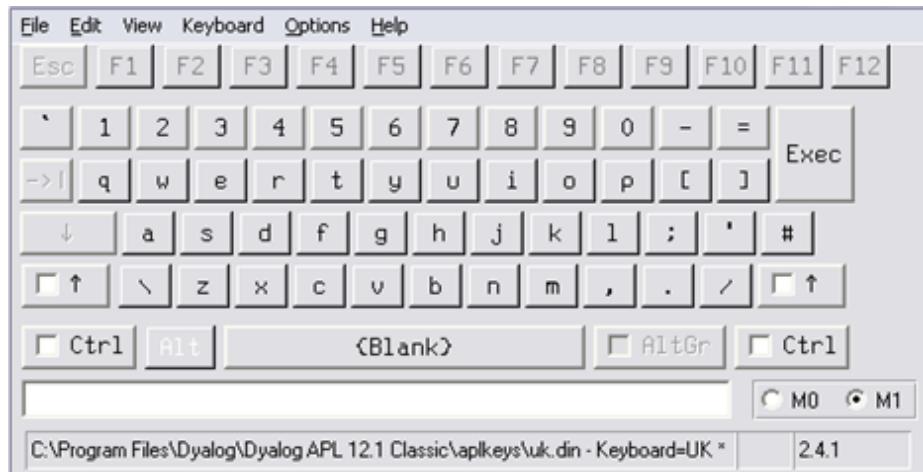 File Edit View Keyboard Options Help
Esc F1 F2 F3 F4 F5 F6 F7 F8 F9 F10 F11 F12
` 1 2 3 4 5 6 7 8 9 0 - = Exec
->| q w e r t y u i o p [ ]
↓ a s d f g h j k l ; ' #
↑ \ z x c v b n m , . / ↑
Ctrl Alt {Blank} AltGr Ctrl
M0 M1
C:\Program Files\Dyalog\Dyalog APL 12.1 Classic\aplkeys\uk.din - Keyboard=UK * 2.4.1